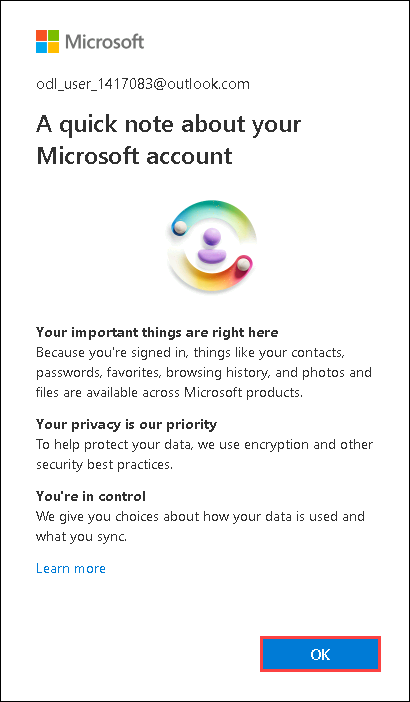 Microsoft
odl_user_1417083@outlook.com
A quick note about your
Microsoft account
Your important things are right here
Because you're signed in, things like your contacts,
passwords, favorites, browsing history, and photos and
files are available across Microsoft products.
Your privacy is our priority
To help protect your data, we use encryption and other
security best practices.
You're in control
We give you choices about how your data is used and
what you sync.
Learn more
OK